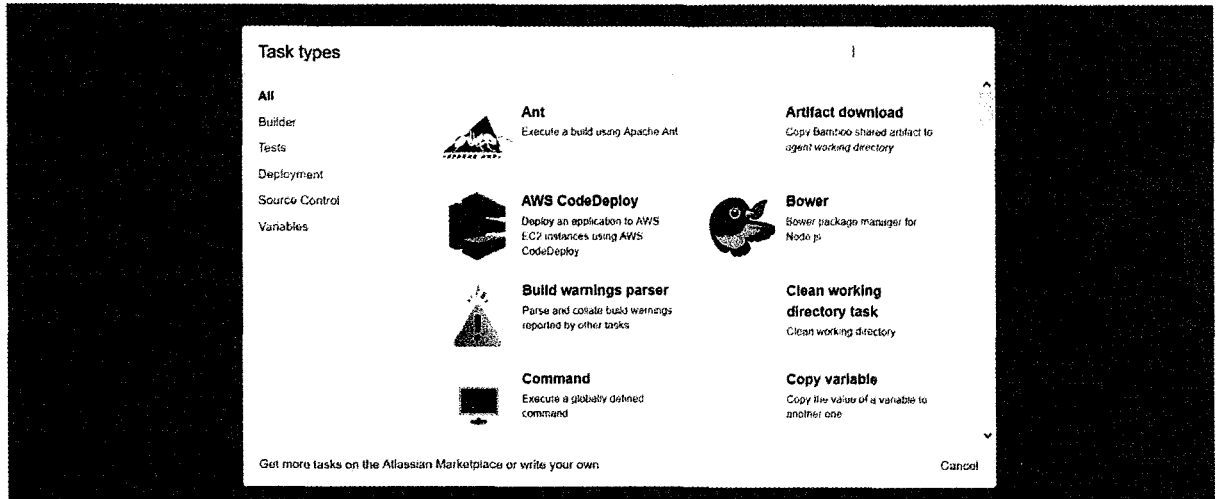 Task types
All
Builder
Tests
Deployment
Source Control
Variables
Ant
Execute a build using Apache Ant
Artifact download
Copy Bamboo shared artifact to
agent working directory
AWS CodeDeploy
Deploy an application to AWS
EC2 instances using AWS
CodeDeploy
Bower
Bower package manager for
Node.js
Build warnings parser
Parse and collate build warnings
reported by other tasks
Clean working
directory task
Clean working directory
Command
Execute a globally defined
command
Copy variable
Copy the value of a variable to
another one
Get more tasks on the Atlassian Marketplace or write your own
Cancel